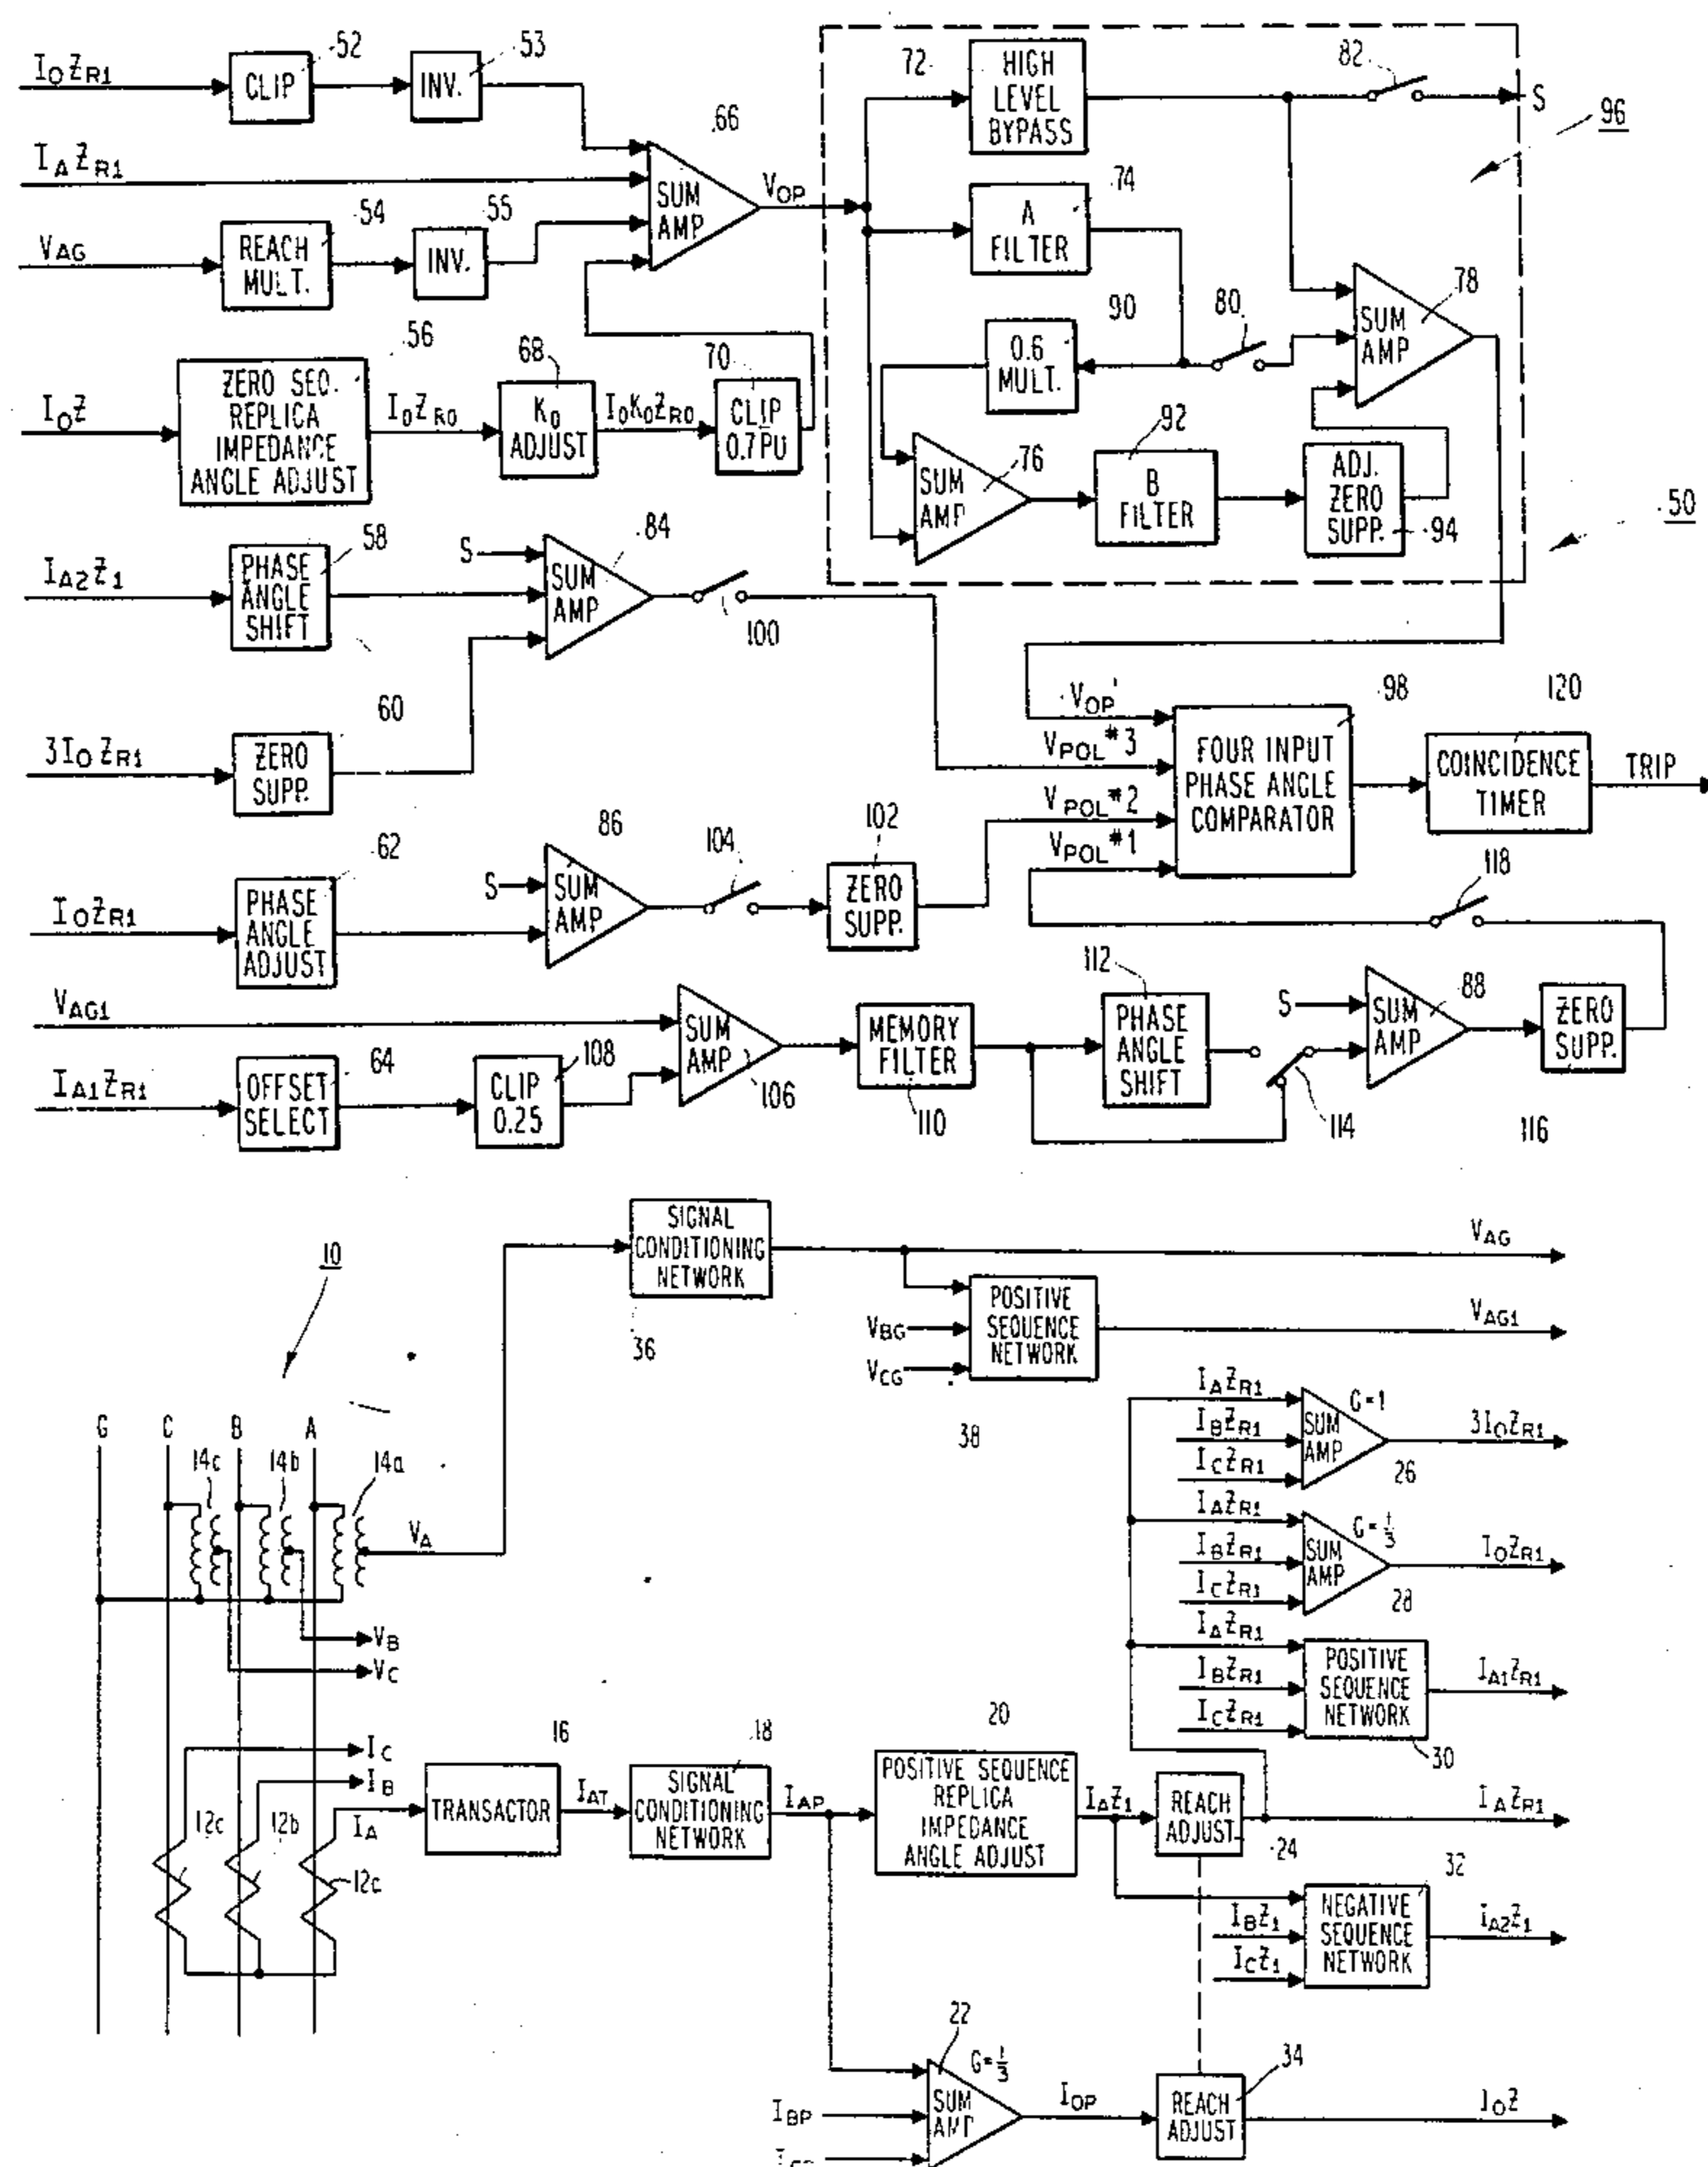 I0ZR1
CLIP
52
INV.
53
IAZR1
66
SUM
AMP
VOP
VAG
REACH
MULT.
54
INV.
55
72
HIGH
LEVEL
BYPASS
82
S
96
A
FILTER
74
0.6
MULT.
90
80
SUM
AMP
78
I0Z
ZERO SEQ.
REPLICA
IMPEDANCE
ANGLE ADJUST
56
I0ZR0
K0
ADJUST
68
I0K0ZR0
CLIP
0.7PU
70
SUM
AMP
76
B
FILTER
92
ADJ.
ZERO
SUPP.
94
50
IA2Z1
PHASE
ANGLE
SHIFT
58
S
SUM
AMP
84
100
3I0ZR1
ZERO
SUPP.
60
VOP'
VPOL#3
VPOL#2
VPOL#1
FOUR INPUT
PHASE ANGLE
COMPARATOR
98
COINCIDENCE
TIMER
120
TRIP
I0ZR1
PHASE
ANGLE
ADJUST
62
S
SUM
AMP
86
104
ZERO
SUPP.
102
118
VAG1
IA1ZR1
OFFSET
SELECT
64
CLIP
0.25
108
SUM
AMP
106
MEMORY
FILTER
110
PHASE
ANGLE
SHIFT
112
114
S
SUM
AMP
88
ZERO
SUPP.
116
10
SIGNAL
CONDITIONING
NETWORK
36
VAG
VBG
VCG
POSITIVE
SEQUENCE
NETWORK
38
VAG1
G
C
B
A
14c
14b
14a
VA
VB
VC
IAZR1
IBZR1
ICZR1
SUM
AMP
G=1
26
3I0ZR1
IAZR1
IBZR1
ICZR1
SUM
AMP
G=1/3
28
I0ZR1
IAZR1
IBZR1
ICZR1
POSITIVE
SEQUENCE
NETWORK
30
IA1ZR1
IC
IB
IA
12c
12b
12c
TRANSACTOR
16
IAT
SIGNAL
CONDITIONING
NETWORK
18
IAP
POSITIVE SEQUENCE
REPLICA
IMPEDANCE
ANGLE ADJUST
20
IAZ1
REACH
ADJUST
24
IAZR1
IBZ1
ICZ1
NEGATIVE
SEQUENCE
NETWORK
32
IA2Z1
IBP
SUM
AMP
22
G=1/3
IOP
REACH
ADJUST
34
I0Z